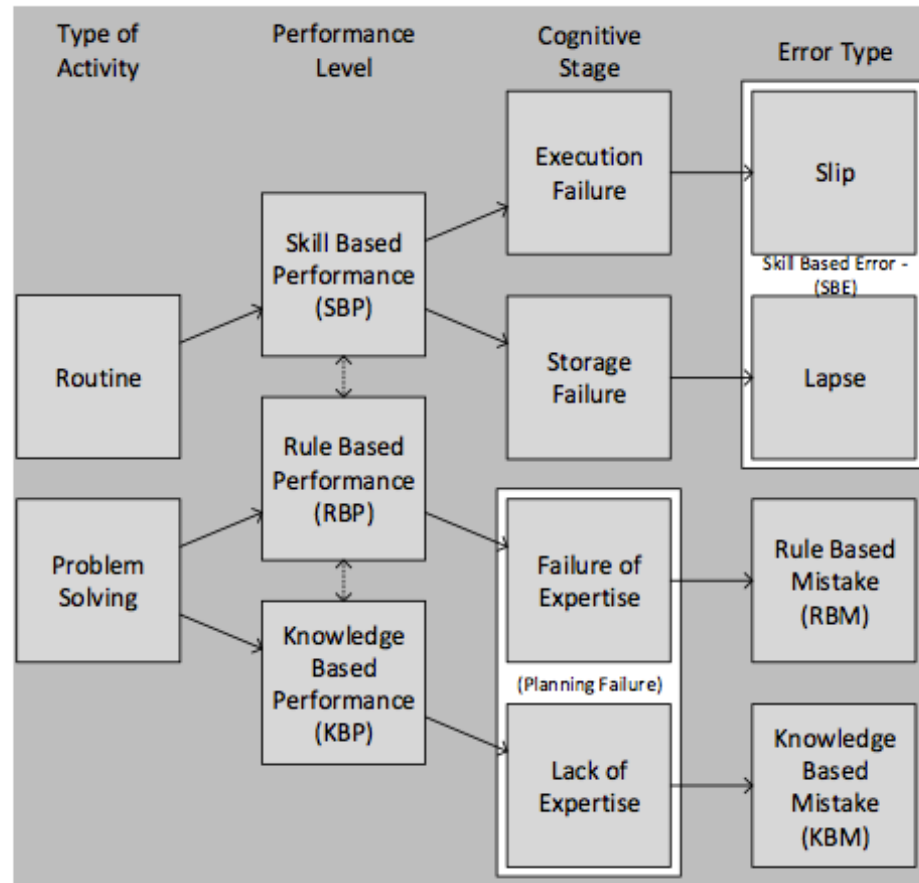 Type of
Activity
Performance
Level
Cognitive
Stage
Error Type
Execution
Failure
Slip
Skill Based
Performance
(SBP)
Skill Based Error -
(SBE)
Routine
Storage
Failure
Lapse
Rule Based
Performance
(RBP)
Problem
Solving
Failure of
Expertise
Rule Based
Mistake
(RBM)
Knowledge
Based
Performance
(KBP)
(Planning Failure)
Lack of
Expertise
Knowledge
Based
Mistake
(KBM)